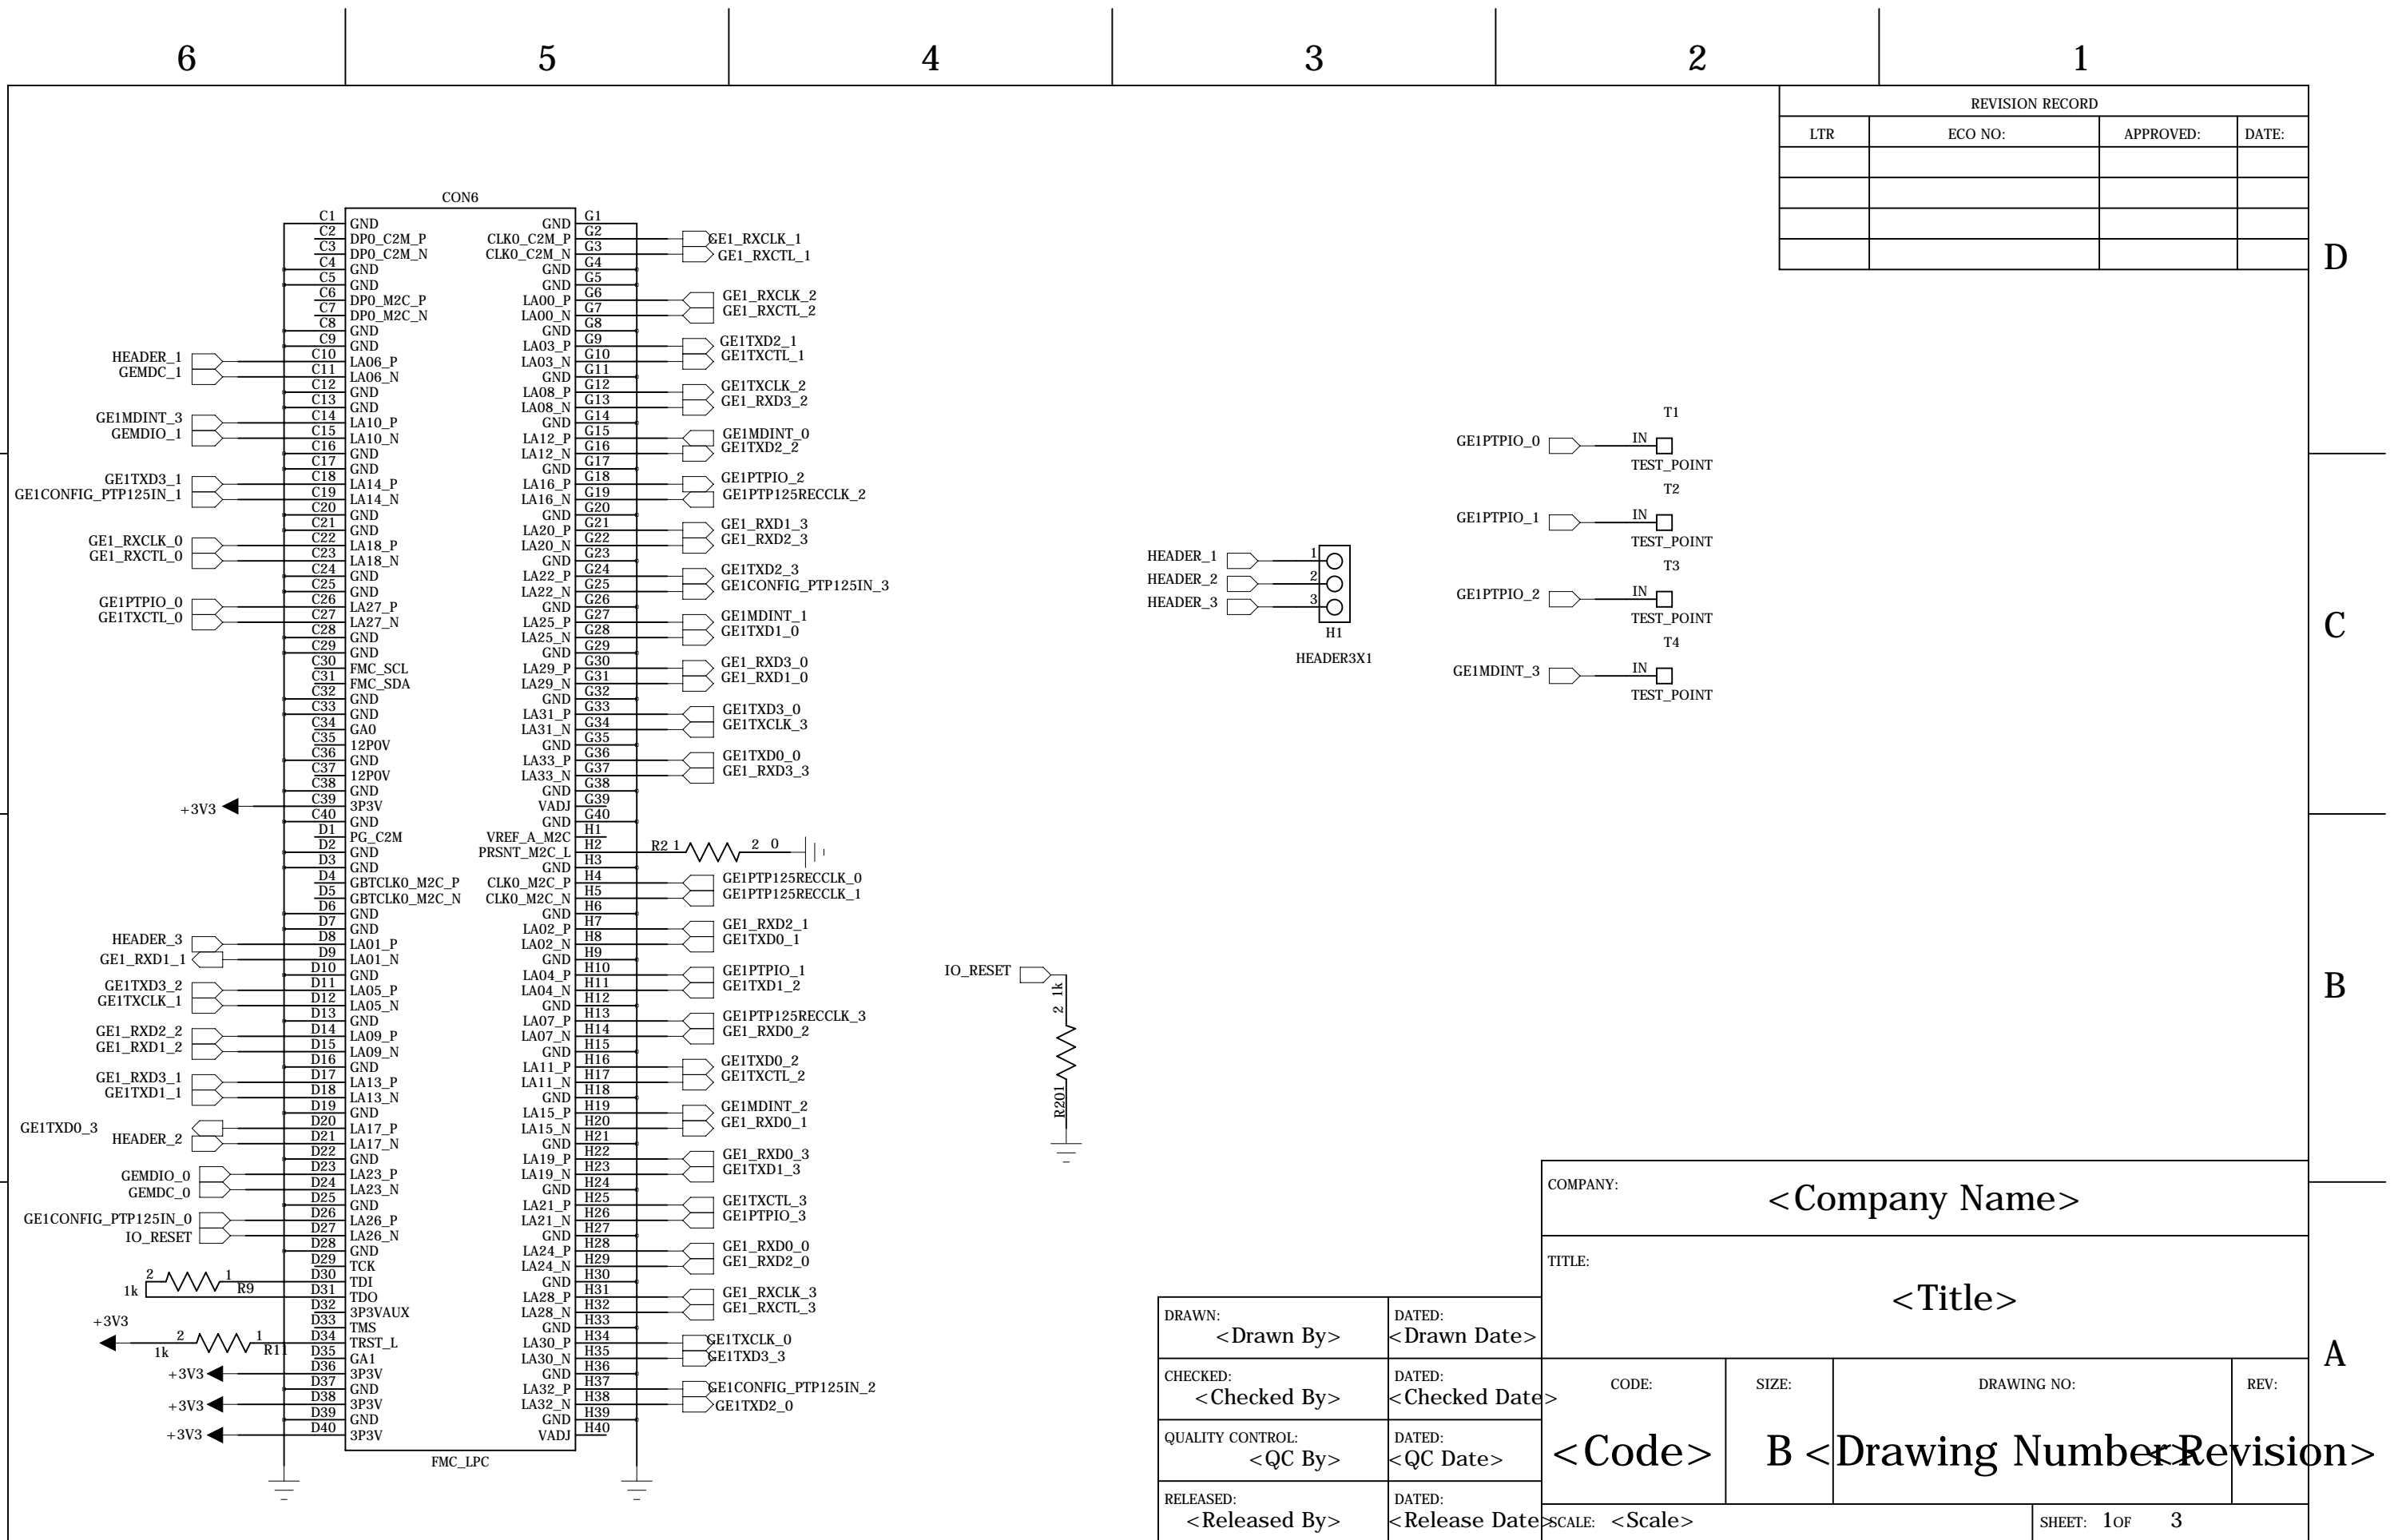 6 5 4 3 2 1
REVISION RECORD
LTR ECO NO: APPROVED: DATE:
D
C
B
A
CON6
C1 GND GND G1
C2 DP0_C2M_P CLK0_C2M_P G2 GE1_RXCLK_1
C3 DP0_C2M_N CLK0_C2M_N G3 GE1_RXCTL_1
C4 GND GND G4
C5 GND GND G5
C6 DP0_M2C_P LA00_P G6 GE1_RXCLK_2
C7 DP0_M2C_N LA00_N G7 GE1_RXCTL_2
C8 GND GND G8
C9 GND LA03_P G9 GE1TXD2_1
HEADER_1 C10 LA06_P LA03_N G10 GE1TXCTL_1
GEMDC_1 C11 LA06_N GND G11
C12 GND LA08_P G12 GE1TXCLK_2
C13 GND LA08_N G13 GE1_RXD3_2
GE1MDINT_3 C14 LA10_P GND G14
GEMDIO_1 C15 LA10_N LA12_P G15 GE1MDINT_0
C16 GND LA12_N G16 GE1TXD2_2
C17 GND GND G17
GE1TXD3_1 C18 LA14_P LA16_P G18 GE1PTPIO_2
GE1CONFIG_PTP125IN_1 C19 LA14_N LA16_N G19 GE1PTP125RECCLK_2
C20 GND GND G20
C21 GND LA20_P G21 GE1_RXD1_3
GE1_RXCLK_0 C22 LA18_P LA20_N G22 GE1_RXD2_3
GE1_RXCTL_0 C23 LA18_N GND G23
C24 GND LA22_P G24 GE1TXD2_3
C25 GND LA22_N G25 GE1CONFIG_PTP125IN_3
GE1PTPIO_0 C26 LA27_P GND G26
GE1TXCTL_0 C27 LA27_N LA25_P G27 GE1MDINT_1
C28 GND LA25_N G28 GE1TXD1_0
C29 GND GND G29
C30 FMC_SCL LA29_P G30 GE1_RXD3_0
C31 FMC_SDA LA29_N G31 GE1_RXD1_0
C32 GND GND G32
C33 GND LA31_P G33 GE1TXD3_0
C34 GA0 LA31_N G34 GE1TXCLK_3
C35 12P0V GND G35
C36 GND LA33_P G36 GE1TXD0_0
C37 12P0V LA33_N G37 GE1_RXD3_3
C38 GND GND G38
+3V3 C39 3P3V VADJ G39
C40 GND GND G40
D1 PG_C2M VREF_A_M2C H1
D2 GND PRSNT_M2C_L H2 R2 1 2 0
D3 GND GND H3
D4 GBTCLK0_M2C_P CLK0_M2C_P H4 GE1PTP125RECCLK_0
D5 GBTCLK0_M2C_N CLK0_M2C_N H5 GE1PTP125RECCLK_1
D6 GND GND H6
D7 GND LA02_P H7 GE1_RXD2_1
HEADER_3 D8 LA01_P LA02_N H8 GE1TXD0_1
GE1_RXD1_1 D9 LA01_N GND H9
D10 GND LA04_P H10 GE1PTPIO_1
GE1TXD3_2 D11 LA05_P LA04_N H11 GE1TXD1_2
GE1TXCLK_1 D12 LA05_N GND H12
D13 GND LA07_P H13 GE1PTP125RECCLK_3
GE1_RXD2_2 D14 LA09_P LA07_N H14 GE1_RXD0_2
GE1_RXD1_2 D15 LA09_N GND H15
D16 GND LA11_P H16 GE1TXD0_2
GE1_RXD3_1 D17 LA13_P LA11_N H17 GE1TXCTL_2
GE1TXD1_1 D18 LA13_N GND H18
D19 GND LA15_P H19 GE1MDINT_2
GE1TXD0_3 D20 LA17_P LA15_N H20 GE1_RXD0_1
HEADER_2 D21 LA17_N GND H21
D22 GND LA19_P H22 GE1_RXD0_3
GEMDIO_0 D23 LA23_P LA19_N H23 GE1TXD1_3
GEMDC_0 D24 LA23_N GND H24
D25 GND LA21_P H25 GE1TXCTL_3
GE1CONFIG_PTP125IN_0 D26 LA26_P LA21_N H26 GE1PTPIO_3
IO_RESET D27 LA26_N GND H27
D28 GND LA24_P H28 GE1_RXD0_0
D29 TCK LA24_N H29 GE1_RXD2_0
2 1 D30 TDI GND H30
1k R9 D31 TDO LA28_P H31 GE1_RXCLK_3
D32 3P3VAUX LA28_N H32 GE1_RXCTL_3
+3V3 D33 TMS GND H33
2 1 D34 TRST_L LA30_P H34 GE1TXCLK_0
1k R11 D35 GA1 LA30_N H35 GE1TXD3_3
+3V3 D36 3P3V GND H36
D37 GND LA32_P H37 GE1CONFIG_PTP125IN_2
+3V3 D38 3P3V LA32_N H38 GE1TXD2_0
D39 GND GND H39
+3V3 D40 3P3V VADJ H40
FMC_LPC
HEADER_1 1
HEADER_2 2
HEADER_3 3
H1
HEADER3X1
T1
GE1PTPIO_0 IN
TEST_POINT
T2
GE1PTPIO_1 IN
TEST_POINT
T3
GE1PTPIO_2 IN
TEST_POINT
T4
GE1MDINT_3 IN
TEST_POINT
IO_RESET
2 1k
R201
COMPANY:
<Company Name>
TITLE:
<Title>
DRAWN: DATED:
<Drawn By> <Drawn Date>
CHECKED: DATED:
<Checked By> <Checked Date>
QUALITY CONTROL: DATED:
<QC By> <QC Date>
RELEASED: DATED:
<Released By> <Release Date>
CODE: SIZE: DRAWING NO: REV:
<Code> B <Drawing Number> <Revision>
SCALE: <Scale> SHEET: 1 OF 3